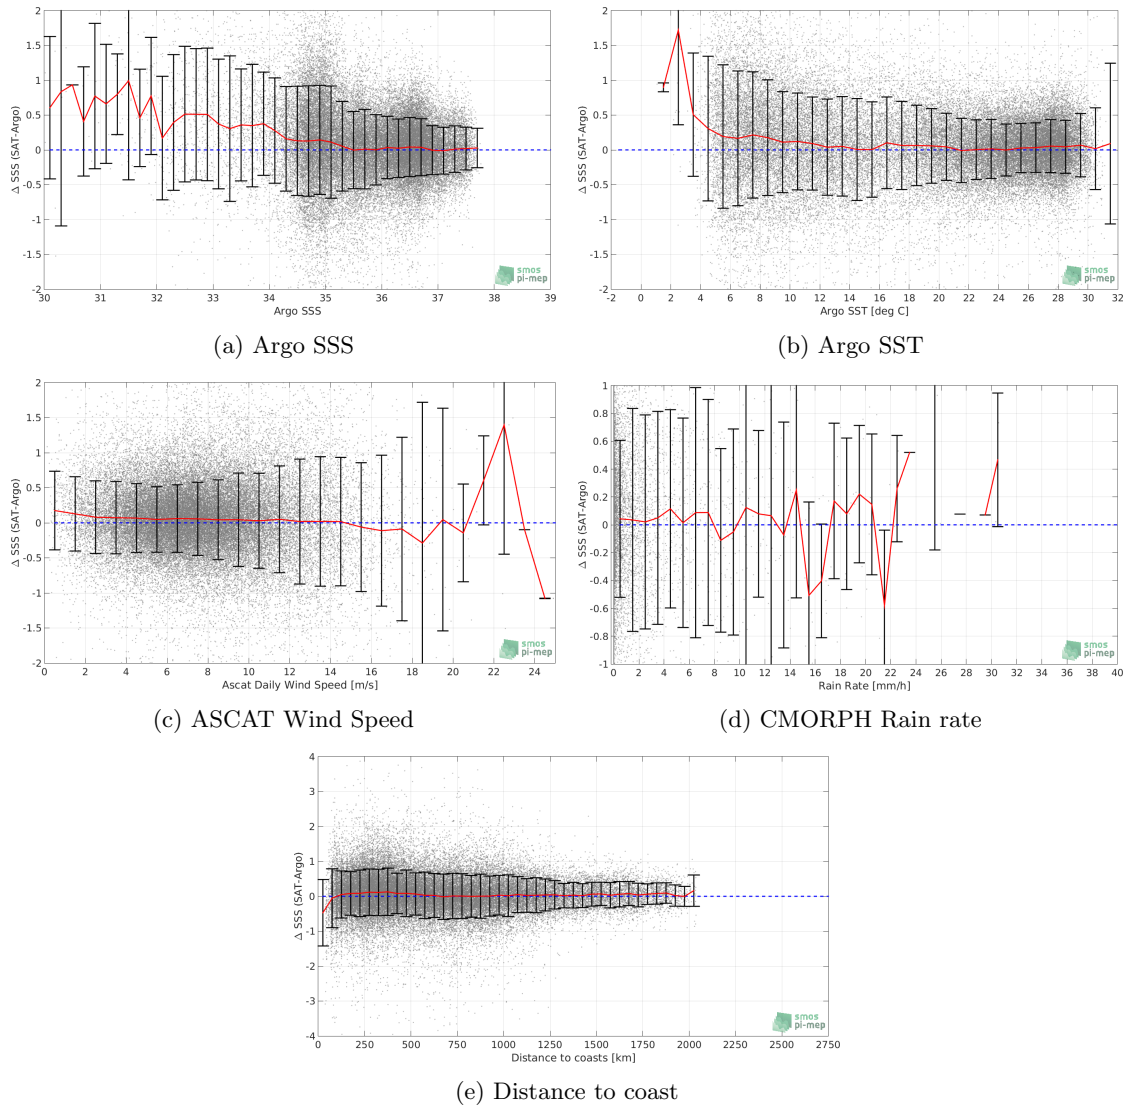 2
1.5
1
0.5
0
-0.5
-1
-1.5
-2
Δ SSS (SAT-Argo)
30 31 32 33 34 35 36 37 38 39
Argo SSS
smos
pi-mep
(a) Argo SSS
2
1.5
1
0.5
0
-0.5
-1
-1.5
-2
Δ SSS (SAT-Argo)
-2 0 2 4 6 8 10 12 14 16 18 20 22 24 26 28 30 32
Argo SST [deg C]
smos
pi-mep
(b) Argo SST
2
1.5
1
0.5
0
-0.5
-1
-1.5
-2
Δ SSS (SAT-Argo)
0 2 4 6 8 10 12 14 16 18 20 22 24
Ascat Daily Wind Speed [m/s]
smos
pi-mep
(c) ASCAT Wind Speed
1
0.8
0.6
0.4
0.2
0
-0.2
-0.4
-0.6
-0.8
-1
Δ SSS (SAT-Argo)
0 2 4 6 8 10 12 14 16 18 20 22 24 26 28 30 32 34 36 38 40
Rain Rate [mm/h]
smos
pi-mep
(d) CMORPH Rain rate
4
3
2
1
0
-1
-2
-3
-4
Δ SSS (SAT-Argo)
0 250 500 750 1000 1250 1500 1750 2000 2250 2500 2750
Distance to coasts [km]
smos
pi-mep
(e) Distance to coast